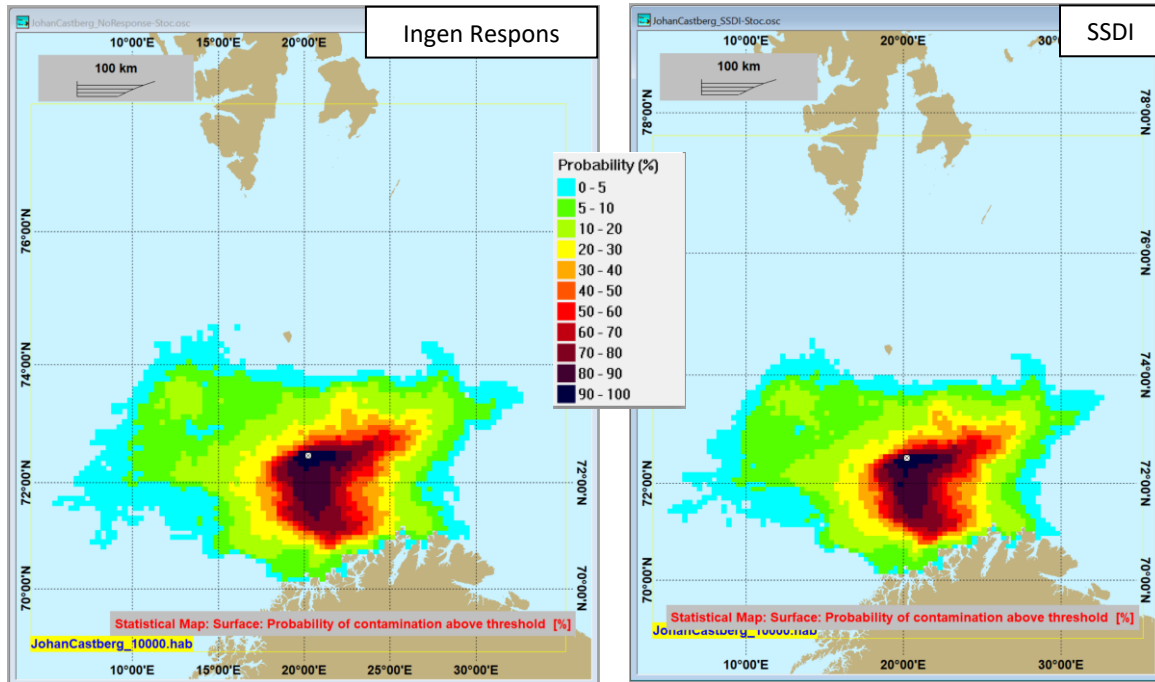 JohanCastberg_NoResponse-Stoc.osc
Ingen Respons
10°00'E 15°00'E 20°00'E
100 km
76°00'N
74°00'N
72°00'N
72°00'N
70°00'N
70°00'N
Statistical Map: Surface: Probability of contamination above threshold [%]
JohanCastberg_10000.hab
10°00'E 15°00'E 20°00'E 25°00'E 30°00'E
Probability (%)
0 - 5
5 - 10
10 - 20
20 - 30
30 - 40
40 - 50
50 - 60
60 - 70
70 - 80
80 - 90
90 - 100
JohanCastberg_SSDI-Stoc.osc
SSDI
10°00'E 20°00'E 30°
100 km
78°00'N
78°00'N
76°00'N
76°00'N
74°00'N
74°00'N
72°00'N
72°00'N
70°00'N
70°00'N
Statistical Map: Surface: Probability of contamination above threshold [%]
JohanCastberg_10000.hab
10°00'E 20°00'E 30°00'E